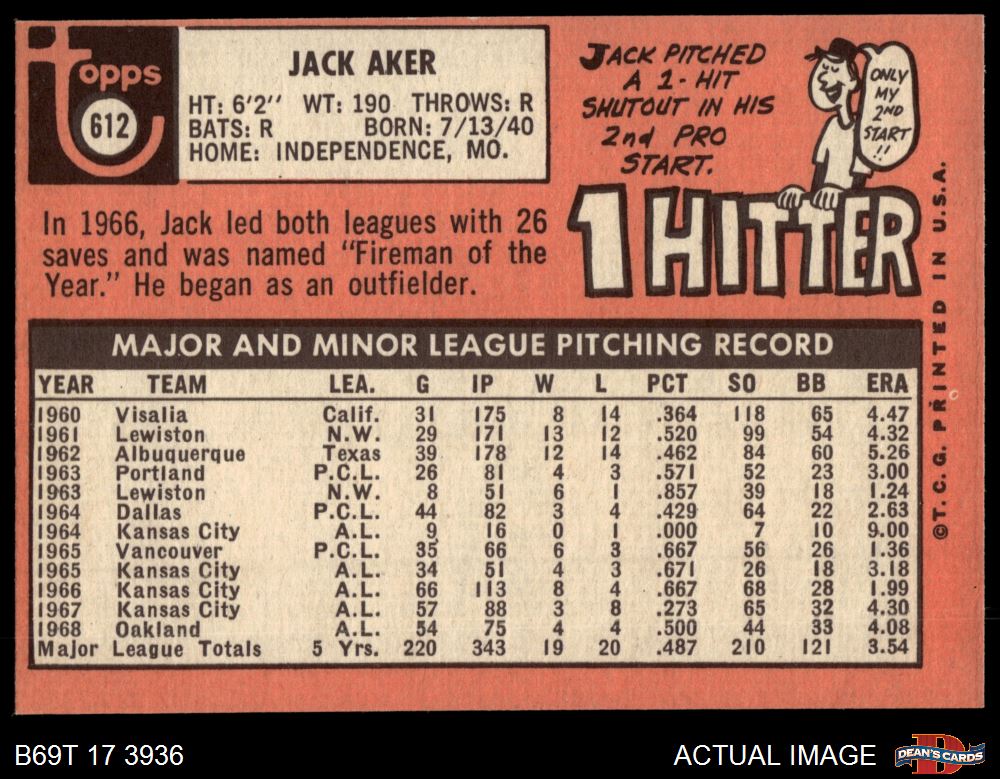 Topps
612
JACK AKER
HT: 6'2" WT: 190 THROWS: R
BATS: R BORN: 7/13/40
HOME: INDEPENDENCE, MO.
JACK PITCHED
A 1-HIT
SHUTOUT IN HIS
2nd PRO
START.
ONLY
MY
2ND
START
!!
1 HITTER
In 1966, Jack led both leagues with 26
saves and was named "Fireman of the
Year." He began as an outfielder.
MAJOR AND MINOR LEAGUE PITCHING RECORD
YEAR TEAM LEA. G IP W L PCT SO BB ERA
1960 Visalia Calif. 31 175 8 14 .364 118 65 4.47
1961 Lewiston N.W. 29 171 13 12 .520 99 54 4.32
1962 Albuquerque Texas 39 178 12 14 .462 84 60 5.26
1963 Portland P.C.L. 26 81 4 3 .571 52 23 3.00
1963 Lewiston N.W. 8 51 6 1 .857 39 18 1.24
1964 Dallas P.C.L. 44 82 3 4 .429 64 22 2.63
1964 Kansas City A.L. 9 16 0 1 .000 7 10 9.00
1965 Vancouver P.C.L. 35 66 6 3 .667 56 26 1.36
1965 Kansas City A.L. 34 51 4 3 .671 26 18 3.18
1966 Kansas City A.L. 66 113 8 4 .667 68 28 1.99
1967 Kansas City A.L. 57 88 3 8 .273 65 32 4.30
1968 Oakland A.L. 54 75 4 4 .500 44 33 4.08
Major League Totals 5 Yrs. 220 343 19 20 .487 210 121 3.54
©T.C.G. PRINTED IN U.S.A.
B69T 17 3936
ACTUAL IMAGE
DEAN'S CARDS